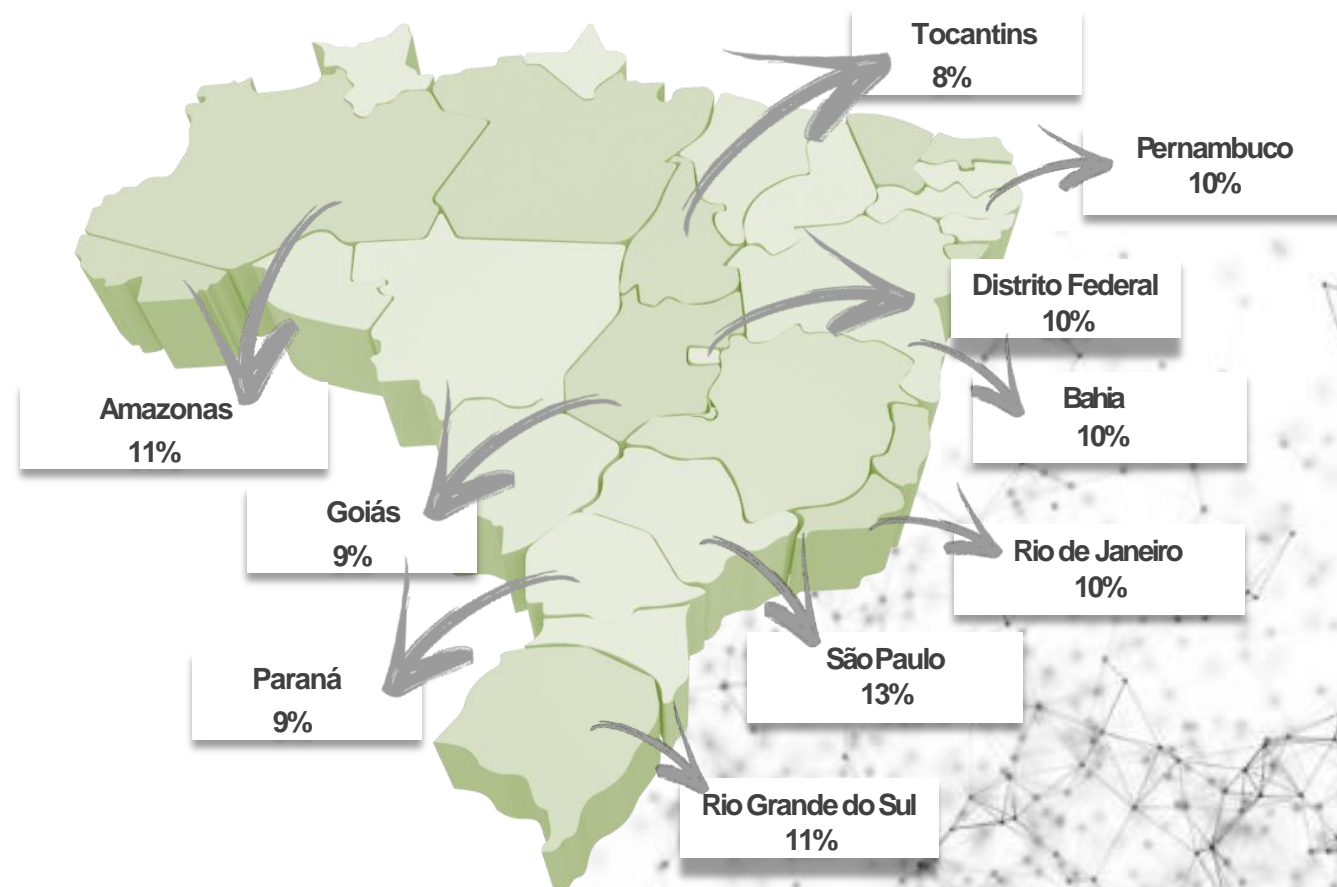 Tocantins
8%
Pernambuco
10%
Distrito Federal
10%
Amazonas
11%
Bahia
10%
Goiás
9%
Rio de Janeiro
10%
São Paulo
13%
Paraná
9%
Rio Grande do Sul
11%